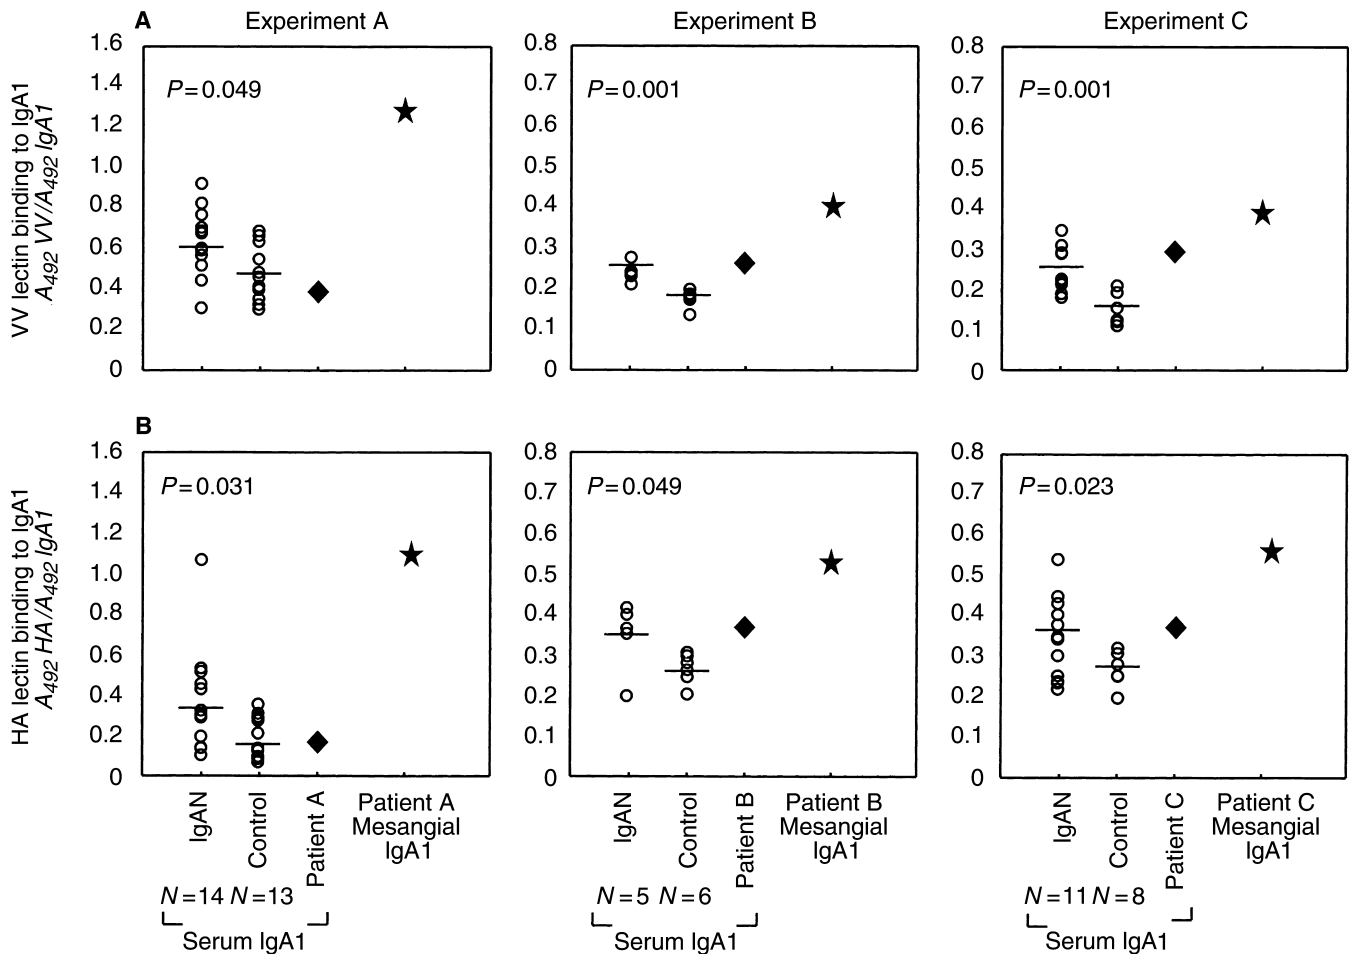 A
Experiment A
Experiment B
Experiment C
VV lectin binding to IgA1
A492 VV/A492 IgA1
1.6
1.4
1.2
1.0
0.8
0.6
0.4
0.2
0
P=0.049
0.8
0.7
0.6
0.5
0.4
0.3
0.2
0.1
0
P=0.001
0.8
0.7
0.6
0.5
0.4
0.3
0.2
0.1
0
P=0.001
B
HA lectin binding to IgA1
A492 HA/A492 IgA1
1.6
1.4
1.2
1.0
0.8
0.6
0.4
0.2
0
P=0.031
0.8
0.7
0.6
0.5
0.4
0.3
0.2
0.1
0
P=0.049
0.8
0.7
0.6
0.5
0.4
0.3
0.2
0.1
0
P=0.023
IgAN
Control
Patient A
Patient A
Mesangial
IgA1
N=14 N=13
Serum IgA1
IgAN
Control
Patient B
Patient B
Mesangial
IgA1
N=5 N=6
Serum IgA1
IgAN
Control
Patient C
Patient C
Mesangial
IgA1
N=11 N=8
Serum IgA1